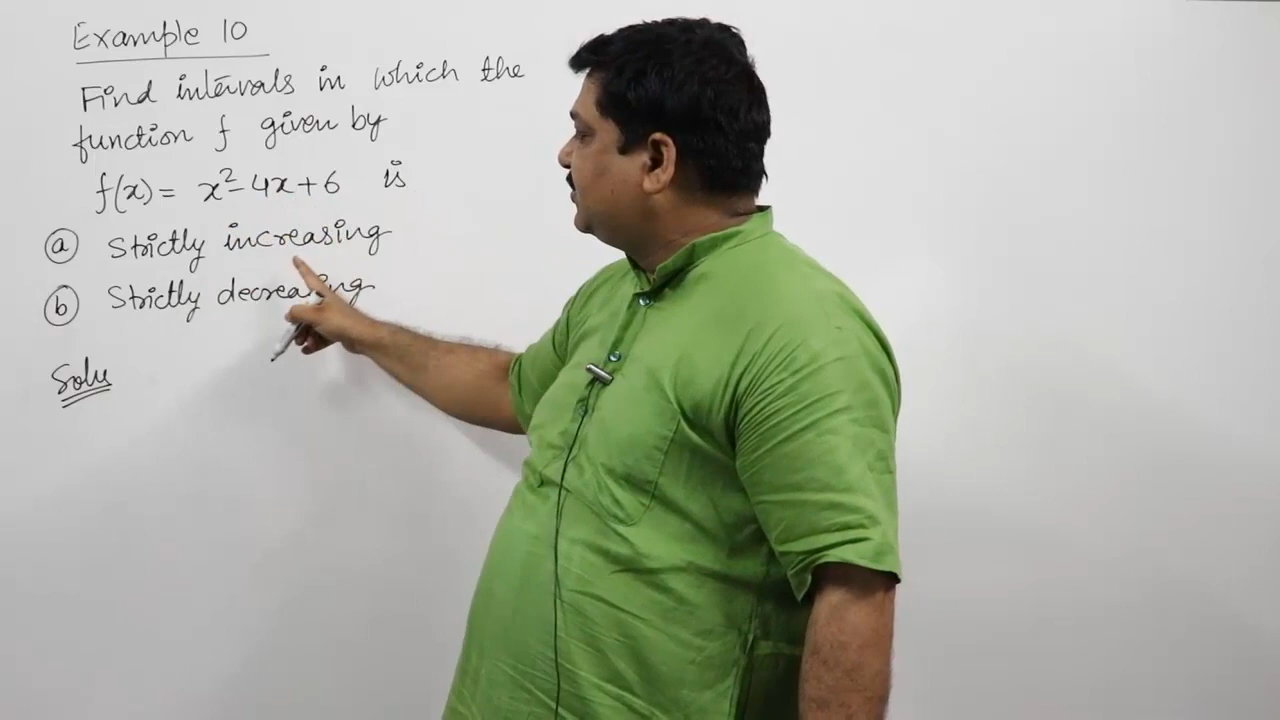 Example 10
Find intervals in which the
function f given by
f(x) = x² - 4x + 6 is
(a) Strictly increasing
(b) Strictly decreasing
Solu